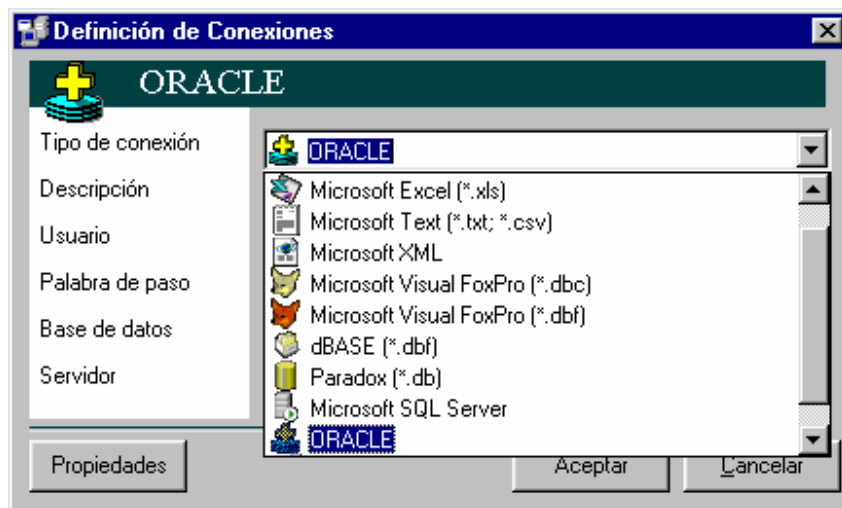 Definición de Conexiones
ORACLE
Tipo de conexión
ORACLE
Descripción
Usuario
Palabra de paso
Base de datos
Servidor
Microsoft Excel (*.xls)
Microsoft Text (*.txt; *.csv)
Microsoft XML
Microsoft Visual FoxPro (*.dbc)
Microsoft Visual FoxPro (*.dbf)
dBASE (*.dbf)
Paradox (*.db)
Microsoft SQL Server
ORACLE
Propiedades
Aceptar
Cancelar